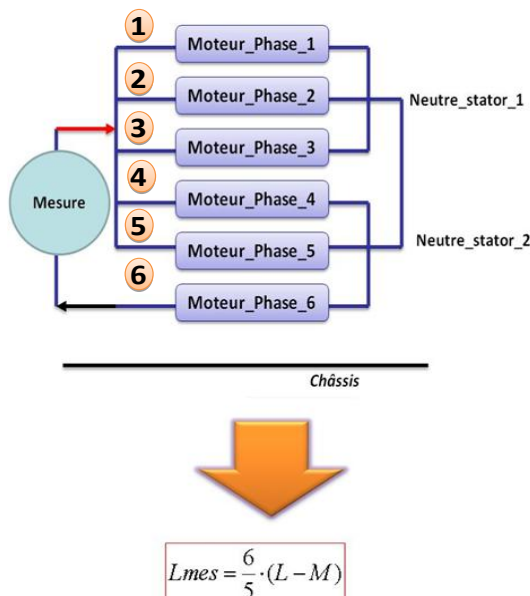 1
Moteur_Phase_1
2
Moteur_Phase_2
Neutre_stator_1
3
Moteur_Phase_3
4
Mesure
Moteur_Phase_4
5
Moteur_Phase_5
Neutre_stator_2
6
Moteur_Phase_6
Châssis
Lmes = 6/5 · (L − M)